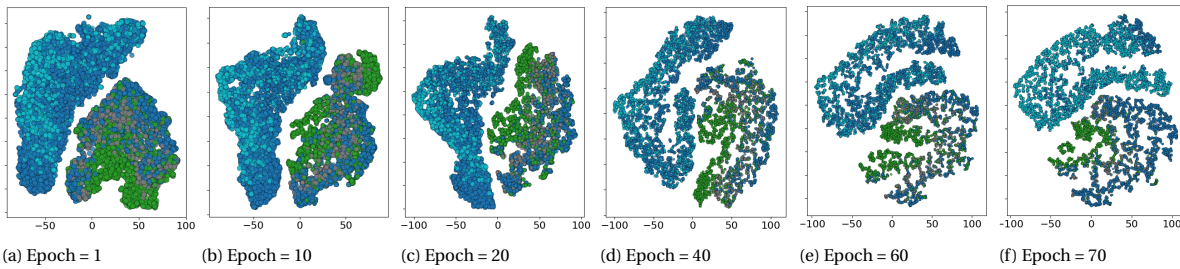 −50 0 50 100
−50 0 50
−50 0 50 100
−100 −50 0 50 100
−100 −50 0 50 100
−100 −50 0 50 100
(a) Epoch = 1
(b) Epoch = 10
(c) Epoch = 20
(d) Epoch = 40
(e) Epoch = 60
(f) Epoch = 70